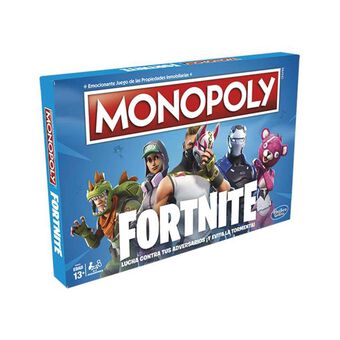 • Emocionante Juego de las Propiedades Inmobiliarias •
MONOPOLY
FORTNITE
LUCHA CONTRA TUS ADVERSARIOS ¡Y EVITA LA TORMENTA!
EDAD
13+
Hasbro
Gaming
MONOPOLY
FORTNITE